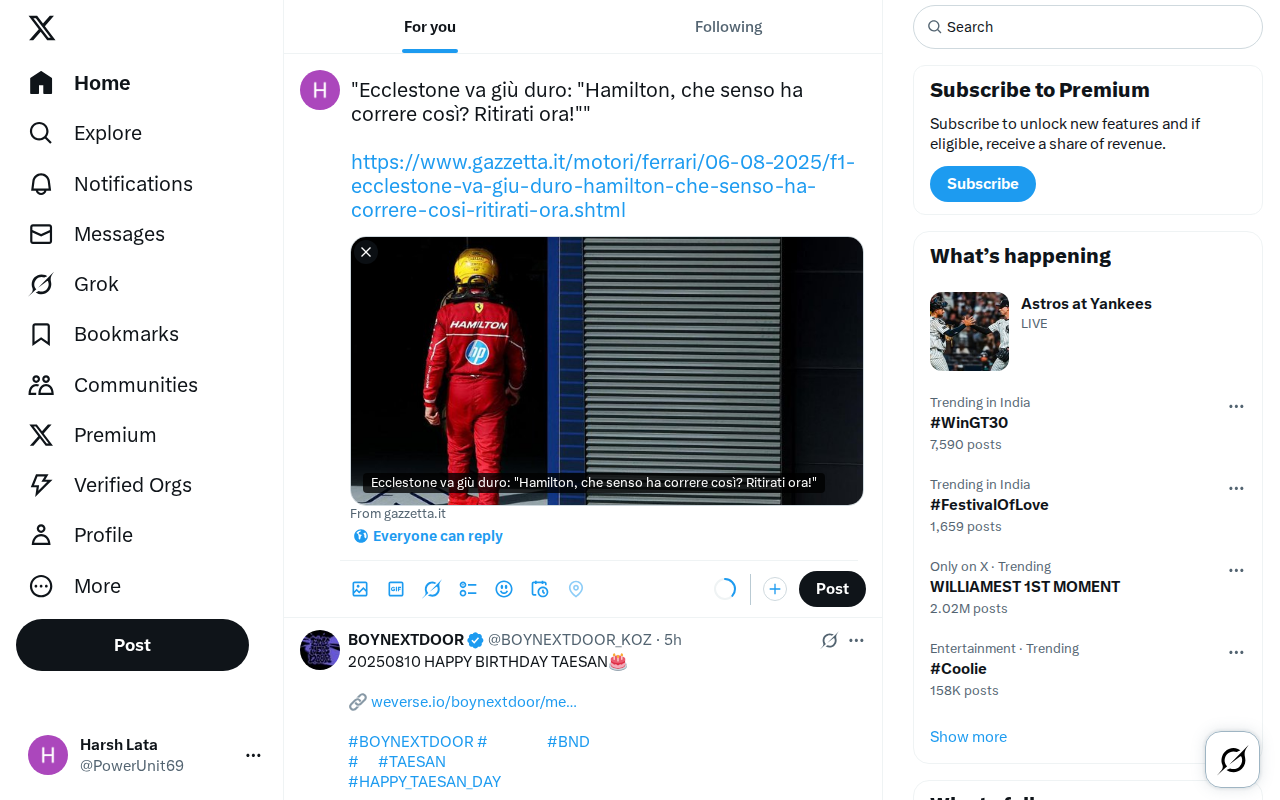 Home
Explore
Notifications
Messages
Grok
Bookmarks
Communities
Premium
Verified Orgs
Profile
More
Post
H
Harsh Lata
@PowerUnit69
For you
Following
H
"Ecclestone va giù duro: "Hamilton, che senso ha
correre così? Ritirati ora!""
https://www.gazzetta.it/motori/ferrari/06-08-2025/f1-
ecclestone-va-giu-duro-hamilton-che-senso-ha-
correre-cosi-ritirati-ora.shtml
HAMILTON
hp
Ecclestone va giù duro: "Hamilton, che senso ha correre così? Ritirati ora!"
From gazzetta.it
Everyone can reply
GIF
Post
BOYNEXTDOOR @BOYNEXTDOOR_KOZ · 5h
20250810 HAPPY BIRTHDAY TAESAN🎂
🔗 weverse.io/boynextdoor/me…
#BOYNEXTDOOR # #BND
# #TAESAN
#HAPPY_TAESAN_DAY
Search
Subscribe to Premium
Subscribe to unlock new features and if
eligible, receive a share of revenue.
Subscribe
What's happening
Astros at Yankees
LIVE
Trending in India
#WinGT30
7,590 posts
Trending in India
#FestivalOfLove
1,659 posts
Only on X · Trending
WILLIAMEST 1ST MOMENT
2.02M posts
Entertainment · Trending
#Coolie
158K posts
Show more